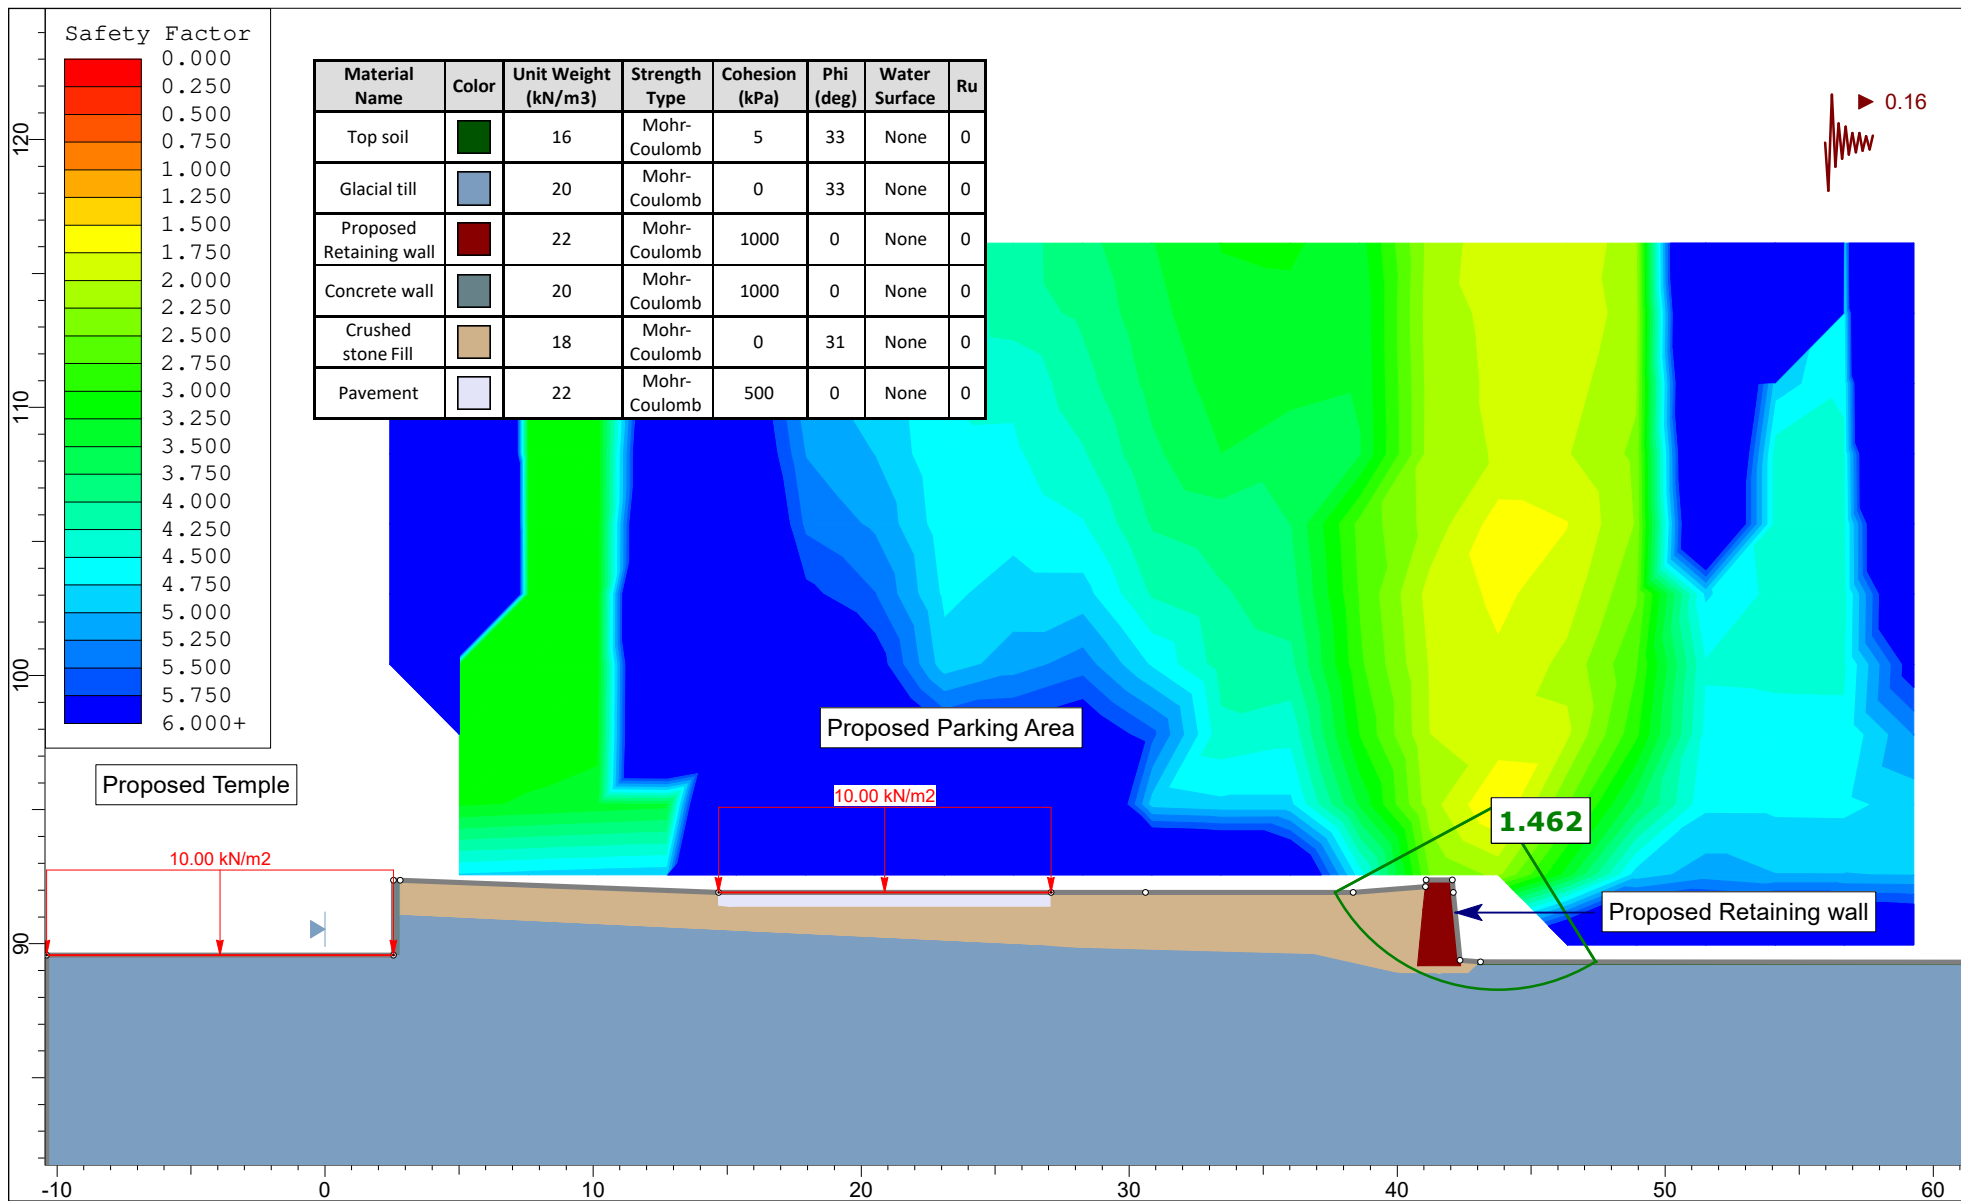 Safety Factor
0.000
0.250
0.500
0.750
1.000
1.250
1.500
1.750
2.000
2.250
2.500
2.750
3.000
3.250
3.500
3.750
4.000
4.250
4.500
4.750
5.000
5.250
5.500
5.750
6.000+
Material Name Color Unit Weight (kN/m3) Strength Type Cohesion (kPa) Phi (deg) Water Surface Ru
Top soil 16 Mohr-Coulomb 5 33 None 0
Glacial till 20 Mohr-Coulomb 0 33 None 0
Proposed Retaining wall 22 Mohr-Coulomb 1000 0 None 0
Concrete wall 20 Mohr-Coulomb 1000 0 None 0
Crushed stone Fill 18 Mohr-Coulomb 0 31 None 0
Pavement 22 Mohr-Coulomb 500 0 None 0
0.16
Proposed Parking Area
Proposed Temple
10.00 kN/m2
10.00 kN/m2
1.462
Proposed Retaining wall
120
110
100
90
-10 0 10 20 30 40 50 60